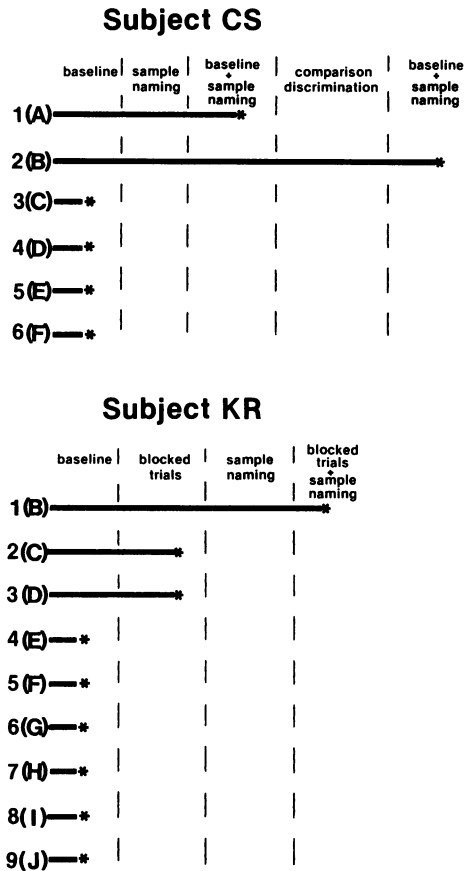 Subject CS
baseline | sample naming | baseline + sample naming | comparison discrimination | baseline + sample naming
1(A) *
2(B) *
3(C) *
4(D) *
5(E) *
6(F) *
Subject KR
baseline | blocked trials | sample naming | blocked trials + sample naming
1(B) *
2(C) *
3(D) *
4(E) *
5(F) *
6(G) *
7(H) *
8(I) *
9(J) *